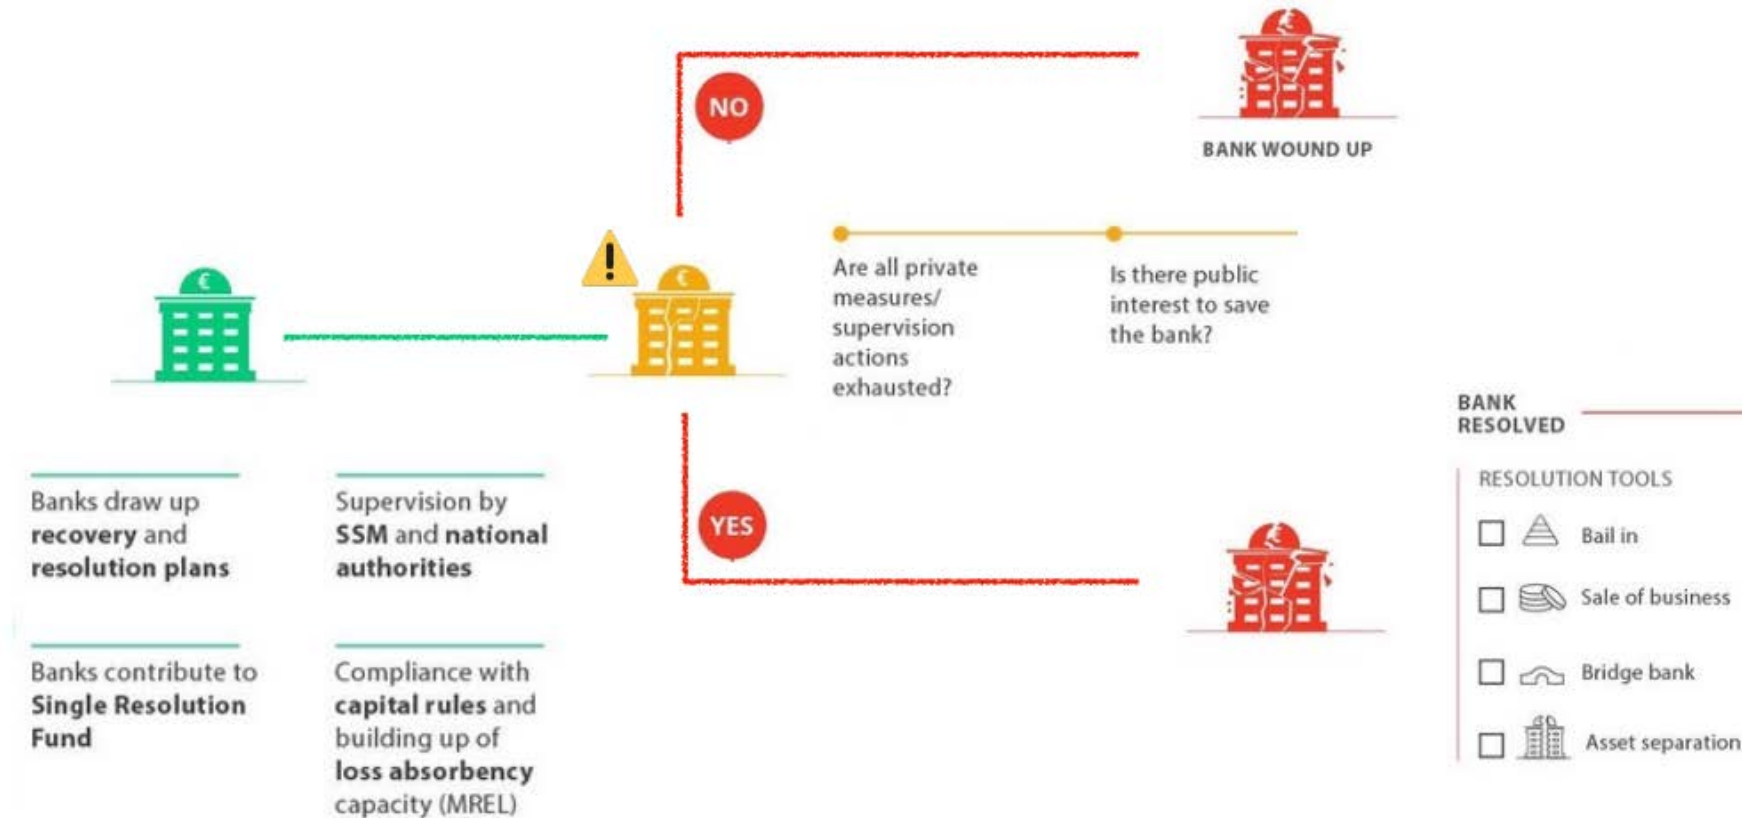 NO
BANK WOUND UP
Are all private
measures/
supervision
actions
exhausted?
Is there public
interest to save
the bank?
Banks draw up
recovery and
resolution plans
Supervision by
SSM and national
authorities
Banks contribute to
Single Resolution
Fund
Compliance with
capital rules and
building up of
loss absorbency
capacity (MREL)
YES
BANK
RESOLVED
RESOLUTION TOOLS
Bail in
Sale of business
Bridge bank
Asset separation